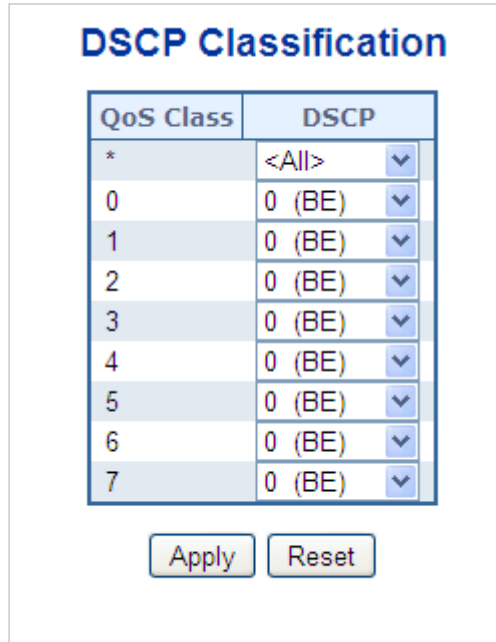 DSCP Classification
QoS Class DSCP
* <All>
0 0 (BE)
1 0 (BE)
2 0 (BE)
3 0 (BE)
4 0 (BE)
5 0 (BE)
6 0 (BE)
7 0 (BE)
Apply Reset